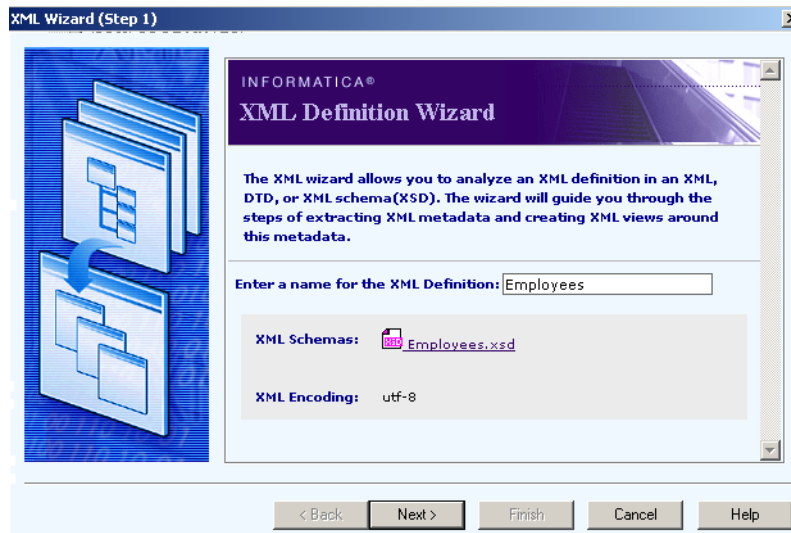 XML Wizard (Step 1)
INFORMATICA®
XML Definition Wizard
The XML wizard allows you to analyze an XML definition in an XML,
DTD, or XML schema(XSD). The wizard will guide you through the
steps of extracting XML metadata and creating XML views around
this metadata.
Enter a name for the XML Definition: Employees
XML Schemas: Employees.xsd
XML Encoding: utf-8
< Back Next > Finish Cancel Help